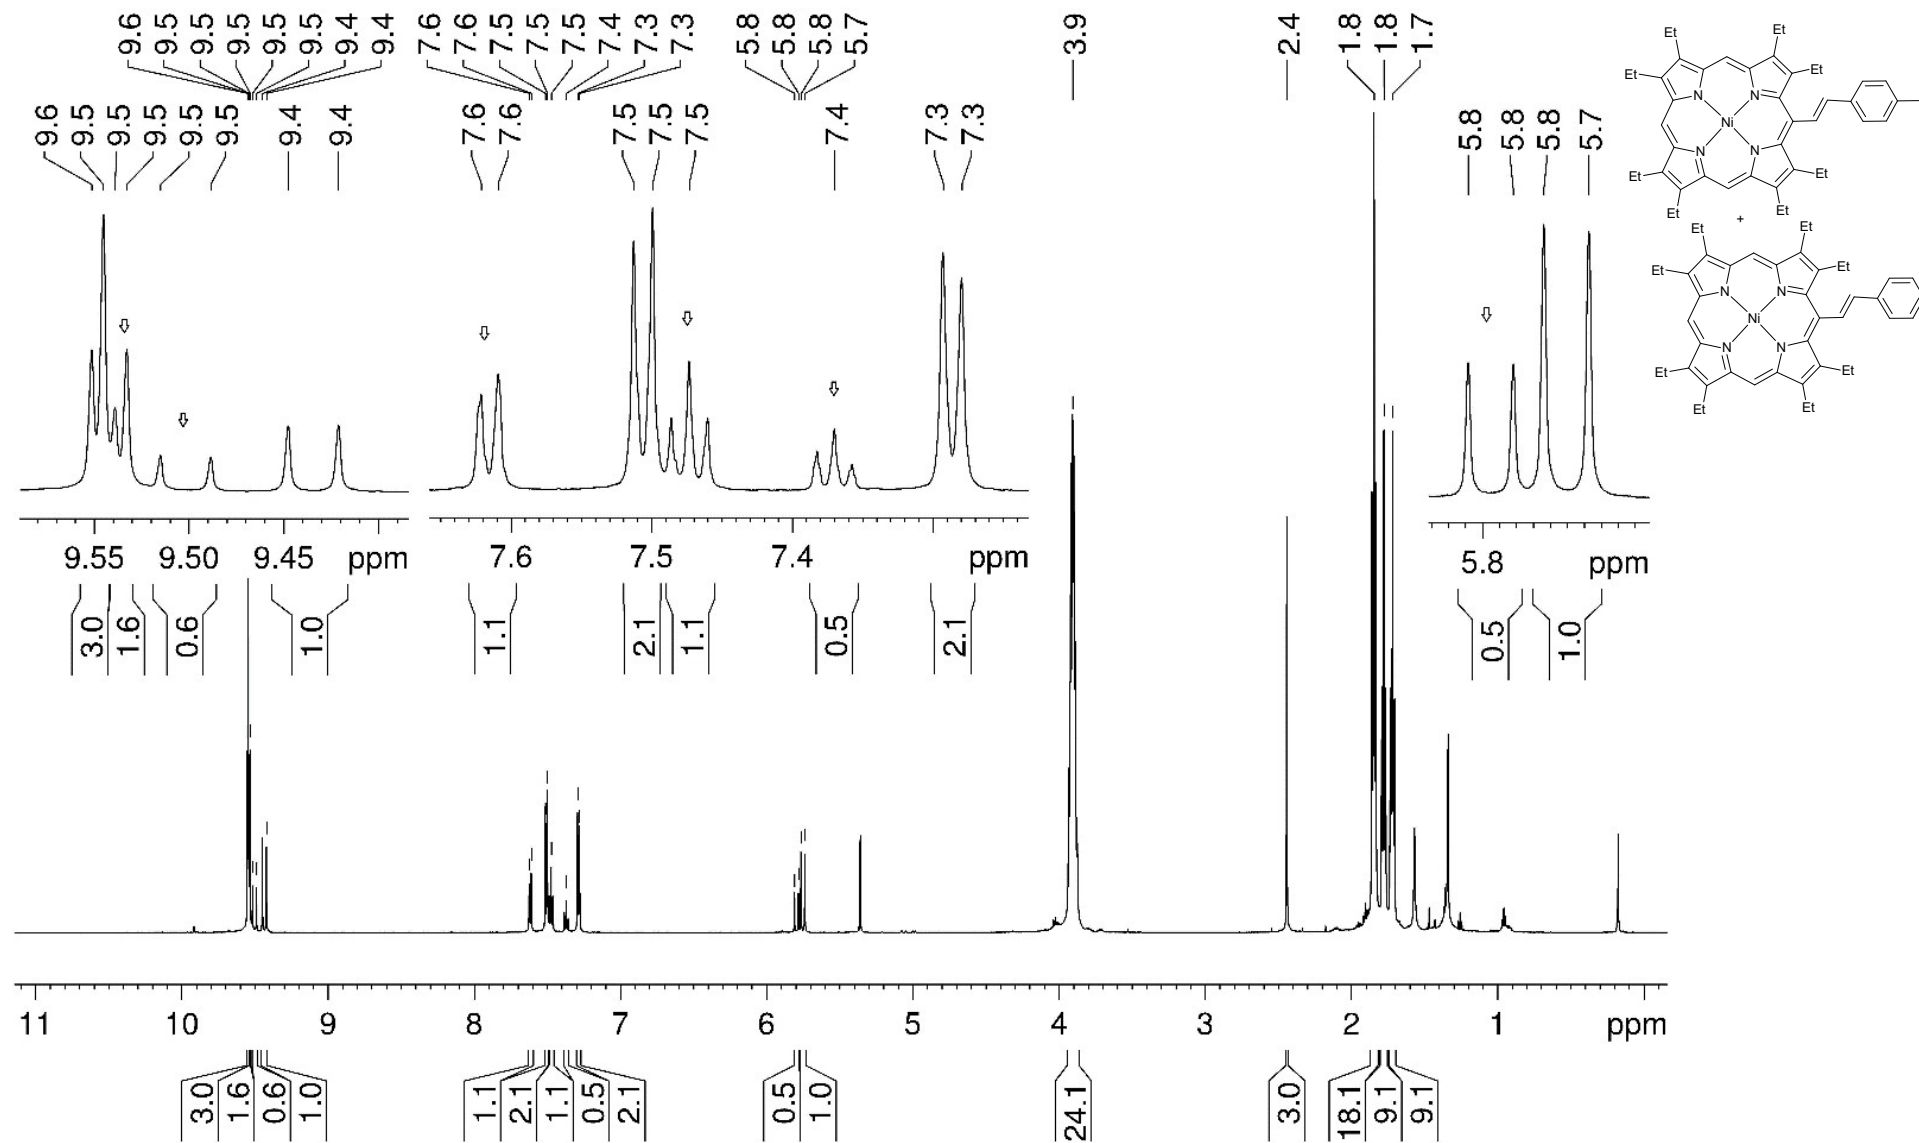 9.6 9.5 9.5 9.5 9.5 9.5 9.4 9.4 7.6 7.6 7.5 7.5 7.5 7.4 7.3 7.3 5.8 5.8 5.8 5.7 3.9 2.4 1.8 1.8 1.7
9.6 9.5 9.5 9.5 9.5 9.5 9.4 9.4 7.6 7.6 7.5 7.5 7.5 7.4 7.3 7.3 5.8 5.8 5.8 5.7
Et Et
Et Et
N N
Ni
N N
Et Et
Et Et
+
Et Et
Et Et
N N
Ni
N N
Et Et
Et Et
9.55 9.50 9.45 ppm 7.6 7.5 7.4 ppm 5.8 ppm
3.0 1.6 0.6 1.0 1.1 2.1 1.1 0.5 2.1 0.5 1.0
11 10 9 8 7 6 5 4 3 2 1 ppm
3.0 1.6 0.6 1.0 1.1 2.1 1.1 0.5 2.1 0.5 1.0 24.1 3.0 18.1 9.1 9.1